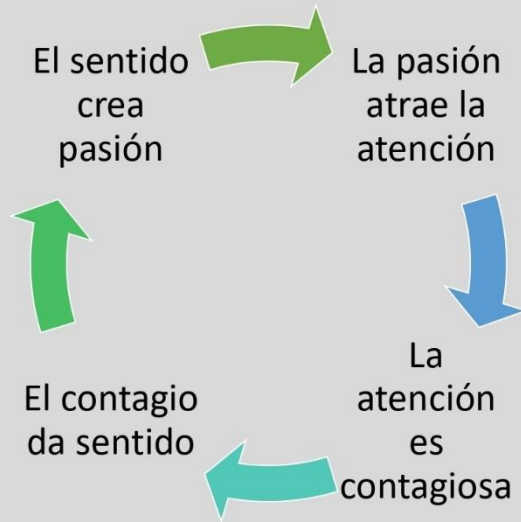 El sentido
crea
pasión
La pasión
atrae la
atención
La
atención
es
contagiosa
El contagio
da sentido